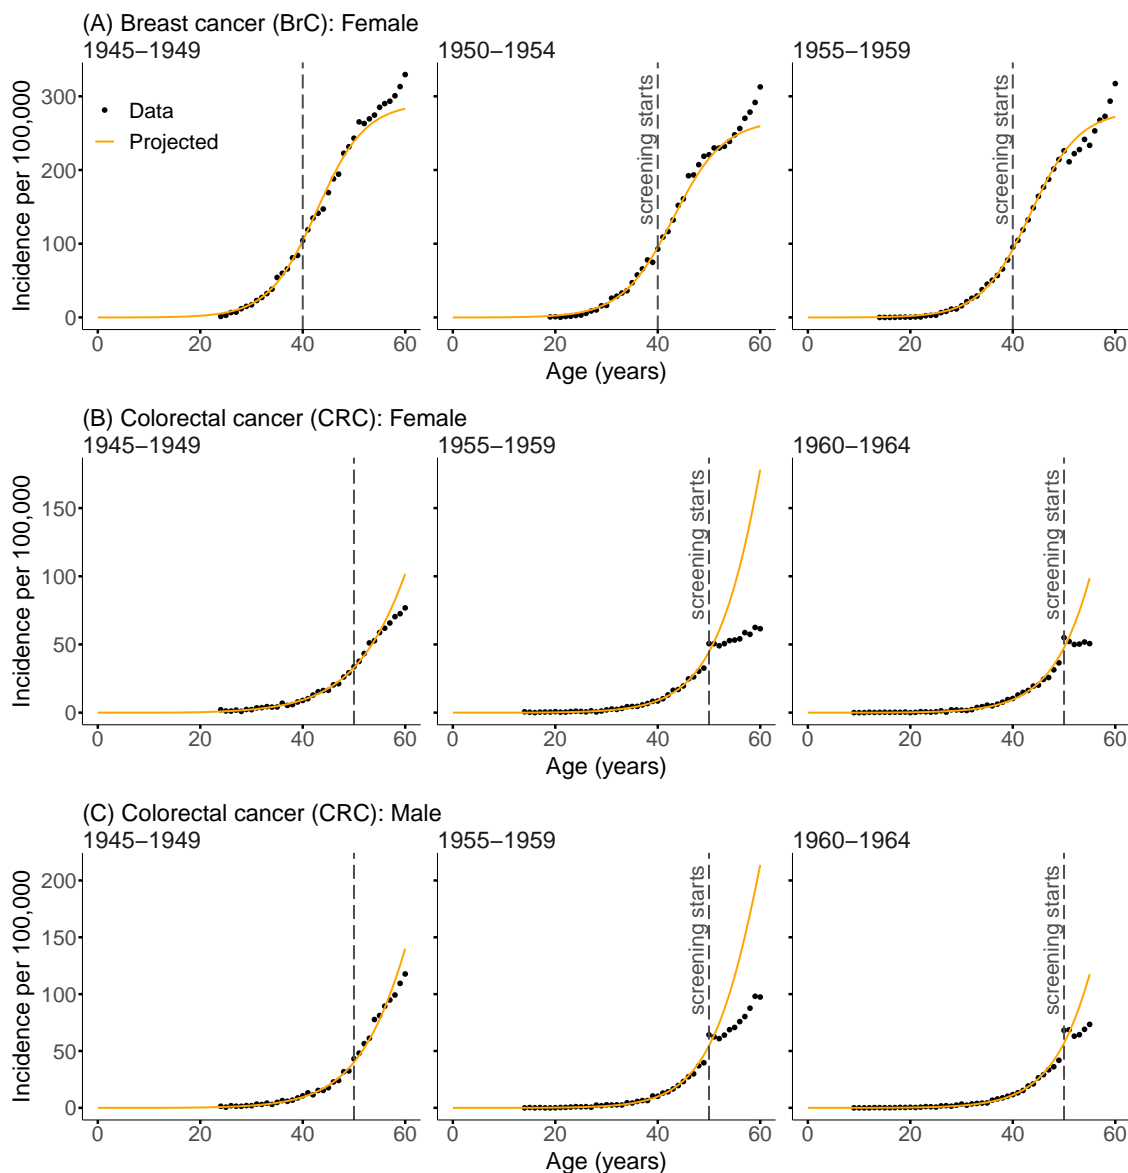 (A) Breast cancer (BrC): Female
1945−1949
1950−1954
1955−1959
Incidence per 100,000
300
200
100
0
Data
Projected
screening starts
screening starts
0 20 40 60
0 20 40 60
0 20 40 60
Age (years)
(B) Colorectal cancer (CRC): Female
1945−1949
1955−1959
1960−1964
Incidence per 100,000
150
100
50
0
screening starts
screening starts
0 20 40 60
0 20 40 60
0 20 40 60
Age (years)
(C) Colorectal cancer (CRC): Male
1945−1949
1955−1959
1960−1964
Incidence per 100,000
200
150
100
50
0
screening starts
screening starts
0 20 40 60
0 20 40 60
0 20 40 60
Age (years)